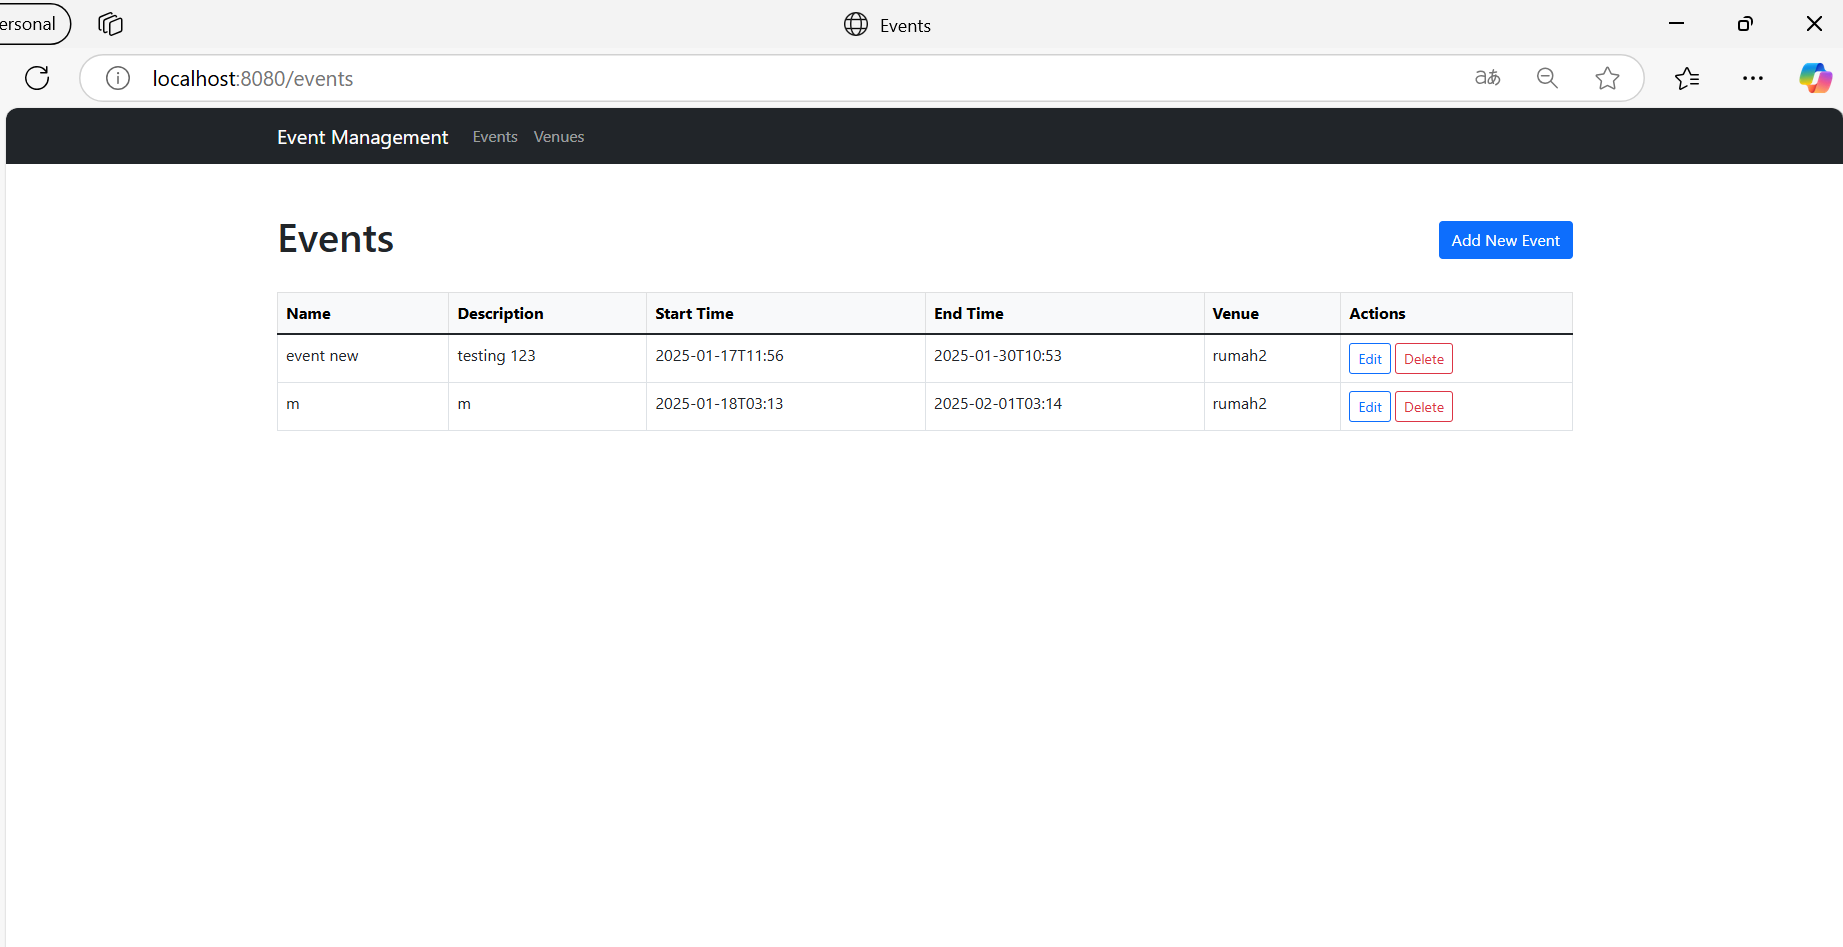 ersonal
Events
localhost:8080/events
aあ
Event Management Events Venues
Events
Add New Event
Name Description Start Time End Time Venue Actions
event new testing 123 2025-01-17T11:56 2025-01-30T10:53 rumah2 Edit Delete
m m 2025-01-18T03:13 2025-02-01T03:14 rumah2 Edit Delete